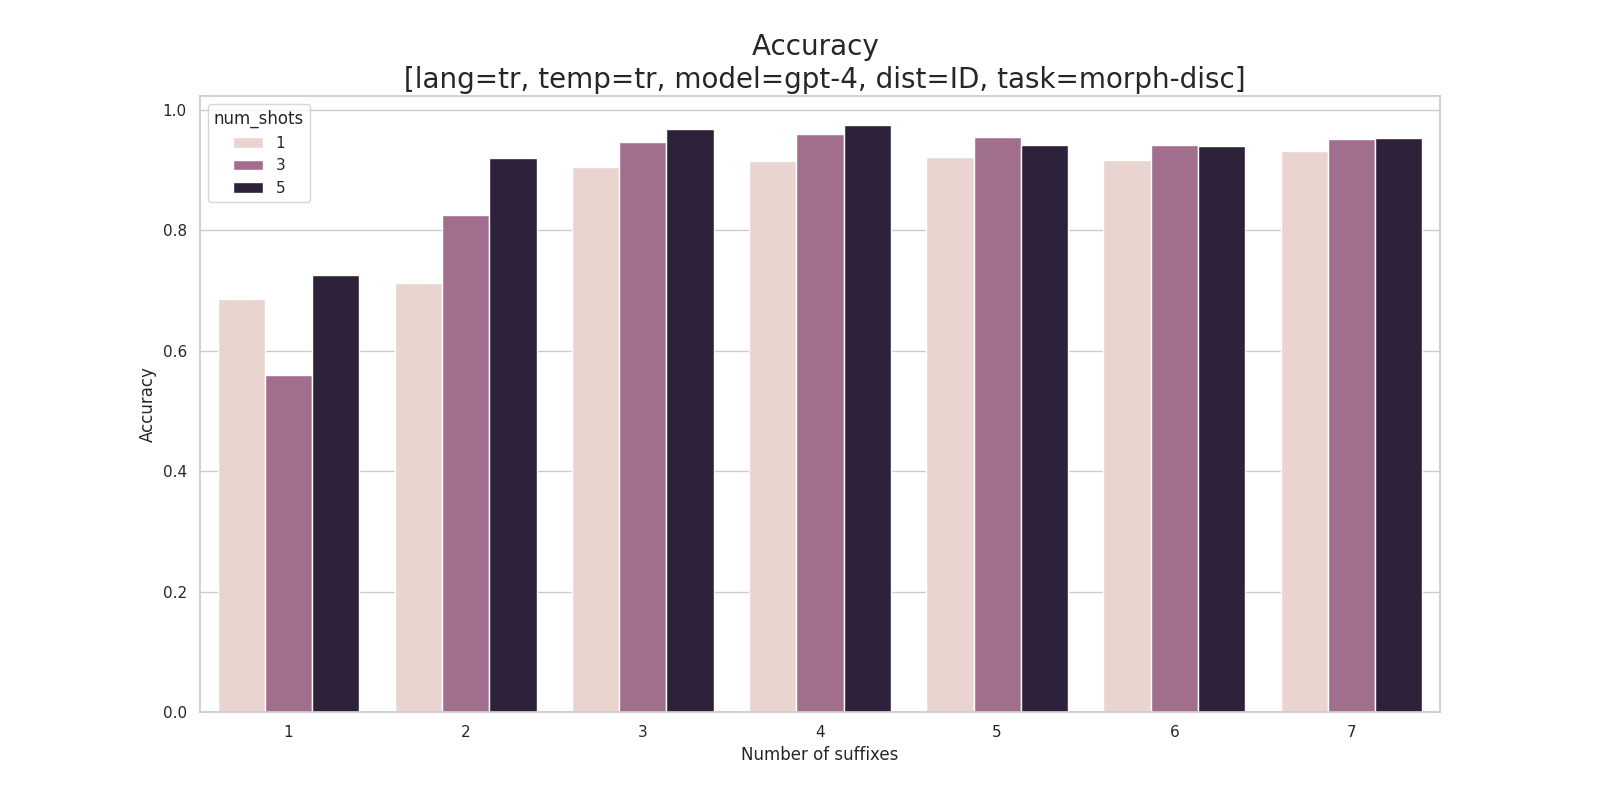 Accuracy
[lang=tr, temp=tr, model=gpt-4, dist=ID, task=morph-disc]
num_shots
1
3
5
1.0
0.8
0.6
0.4
0.2
0.0
Accuracy
1 2 3 4 5 6 7
Number of suffixes